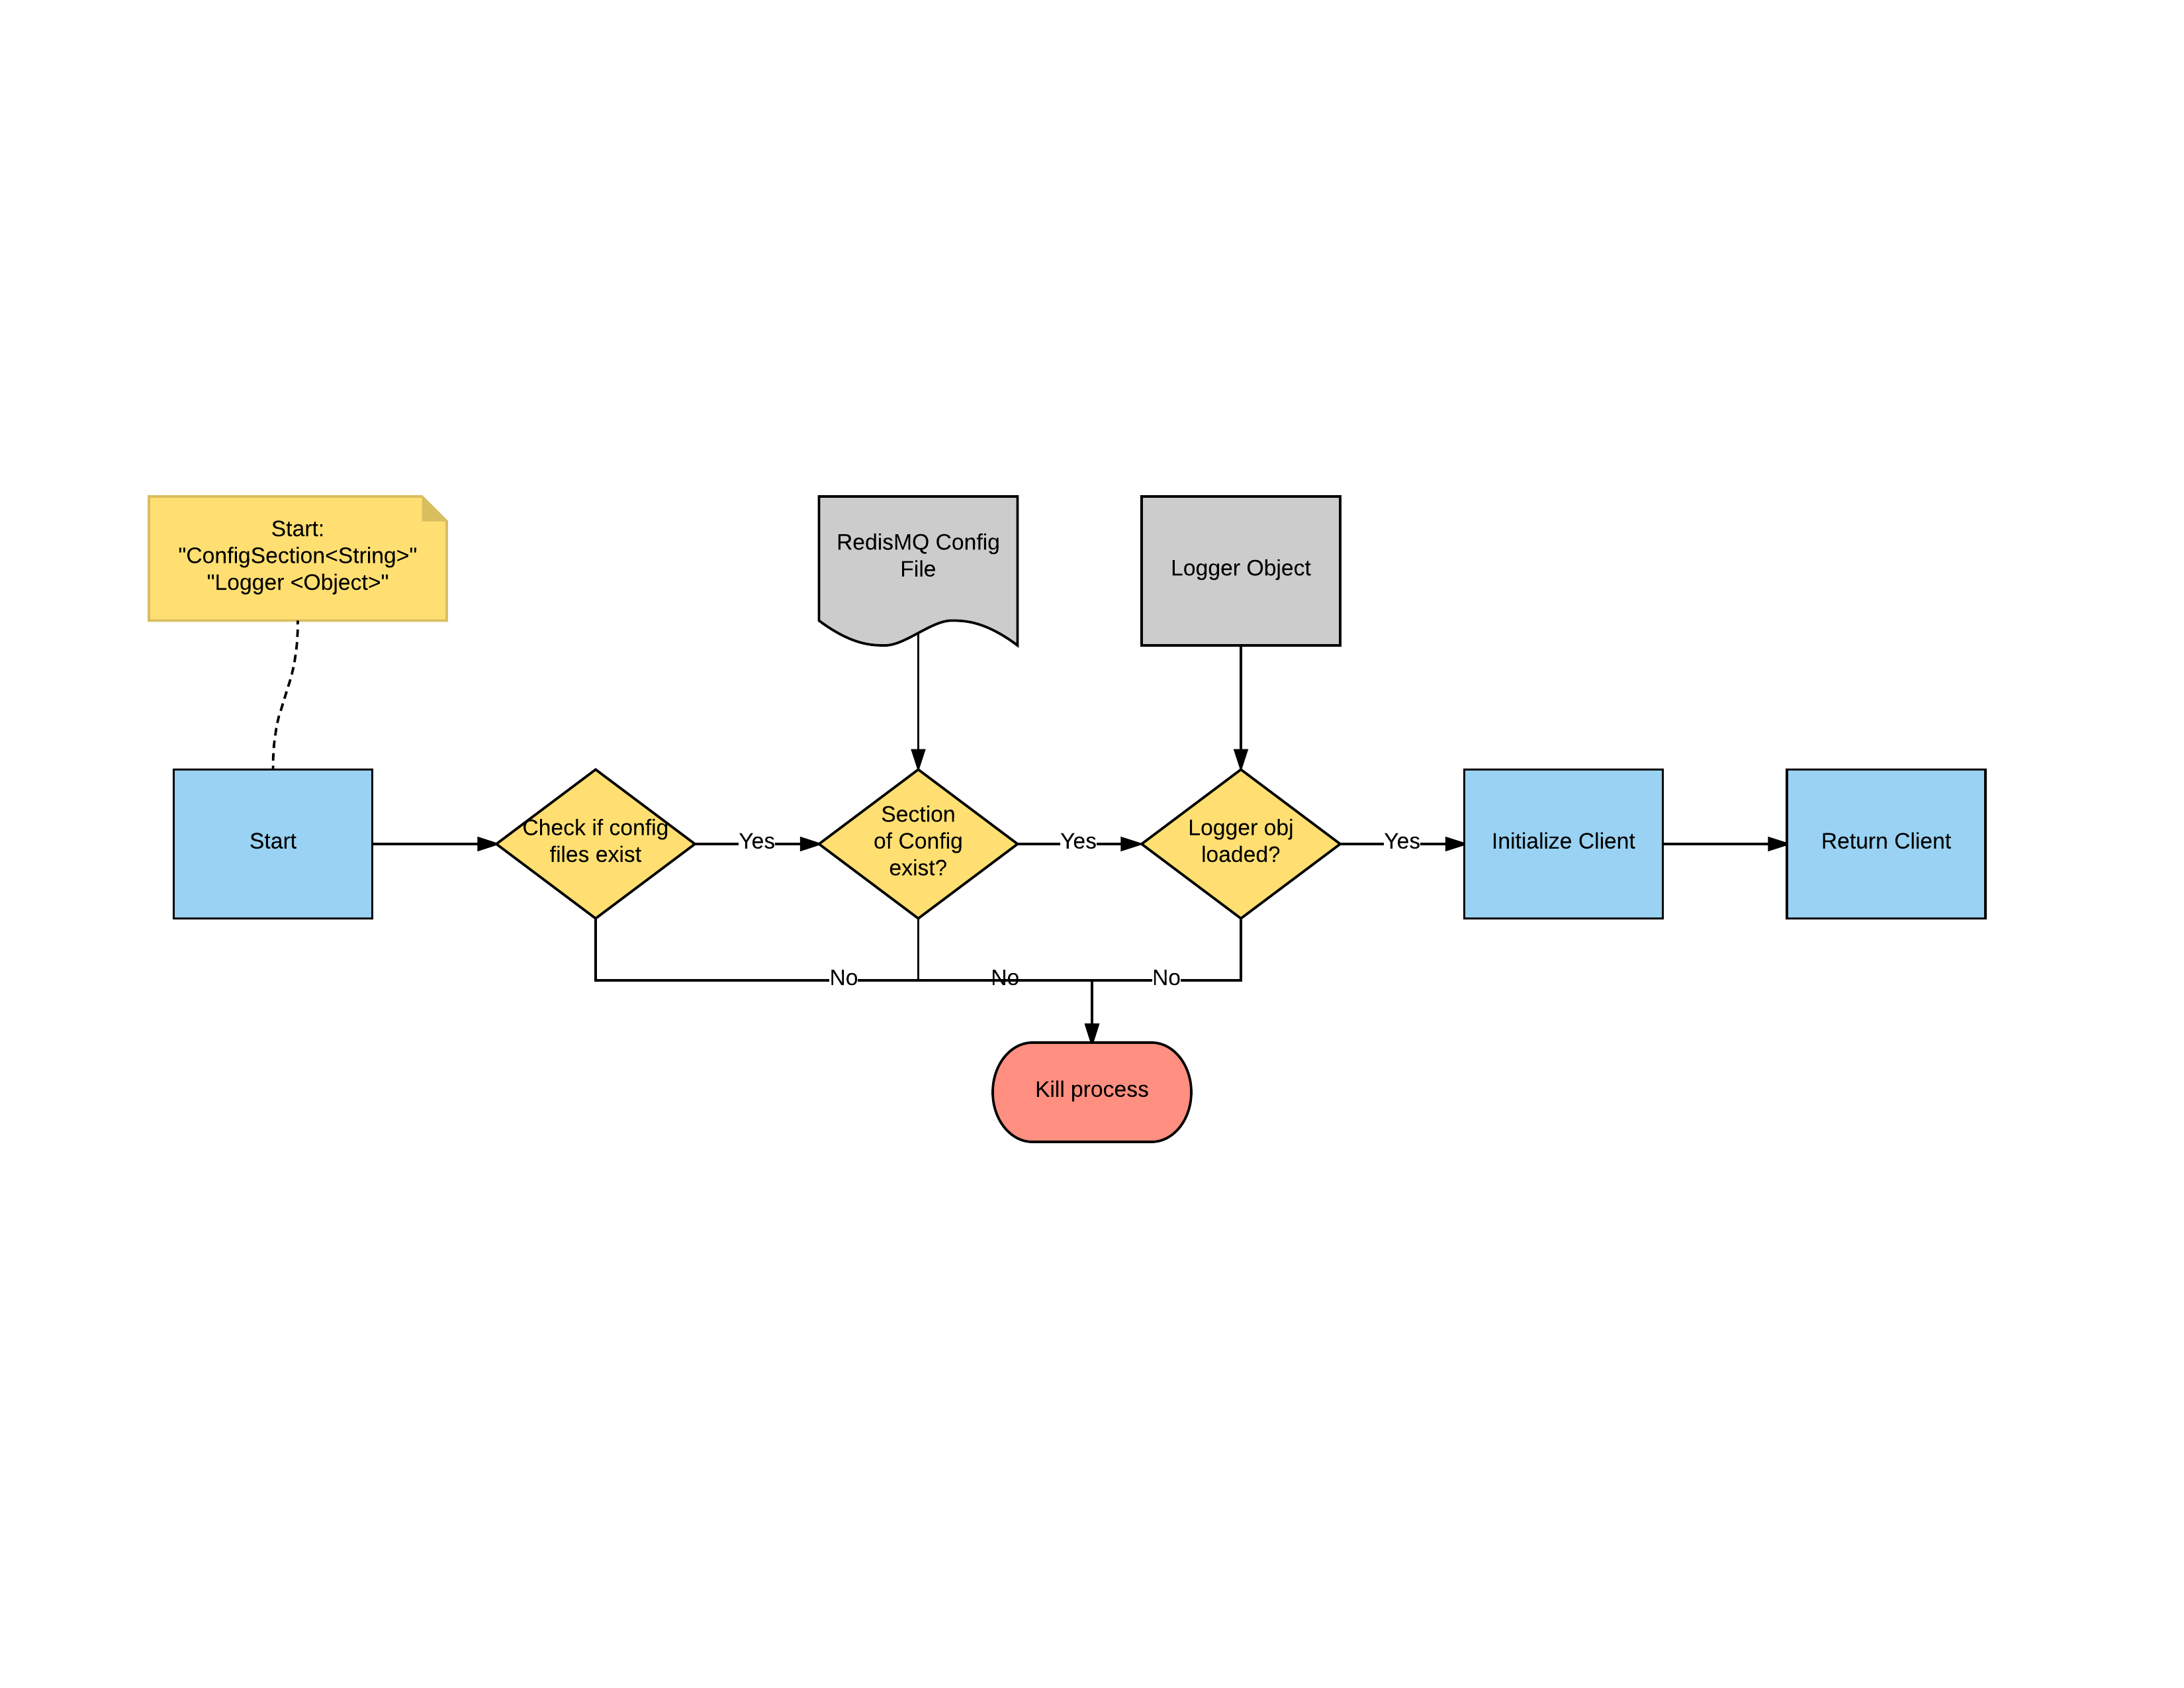 Start:
"ConfigSection<String>"
"Logger <Object>"
RedisMQ Config
File
Logger Object
Start
Check if config
files exist
Yes
Section
of Config
exist?
Yes
Logger obj
loaded?
Yes
Initialize Client
Return Client
No
No
No
Kill process